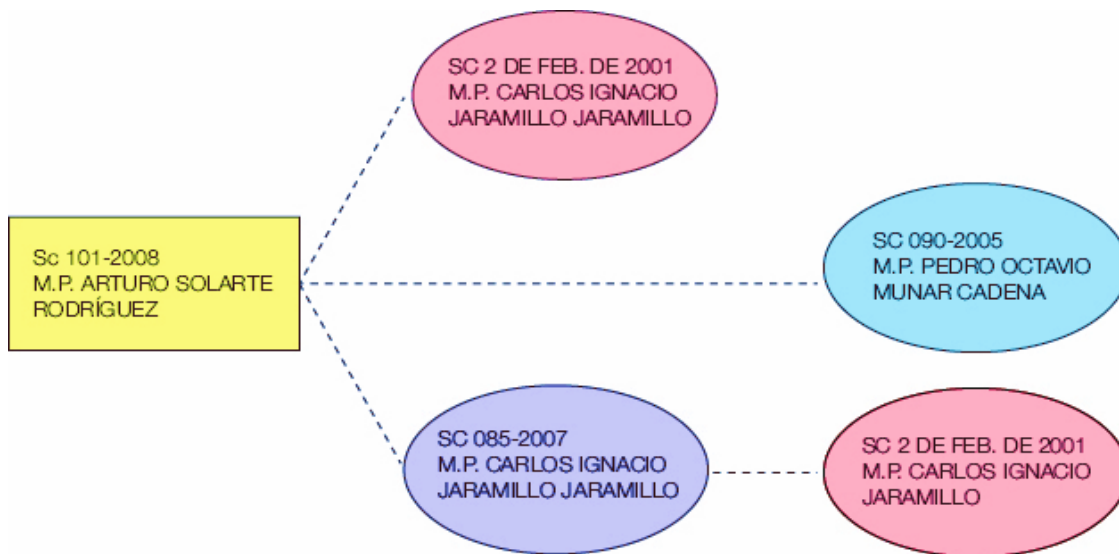 SC 2 DE FEB. DE 2001
M.P. CARLOS IGNACIO
JARAMILLO JARAMILLO
Sc 101-2008
M.P. ARTURO SOLARTE
RODRÍGUEZ
SC 090-2005
M.P. PEDRO OCTAVIO
MUNAR CADENA
SC 085-2007
M.P. CARLOS IGNACIO
JARAMILLO JARAMILLO
SC 2 DE FEB. DE 2001
M.P. CARLOS IGNACIO
JARAMILLO